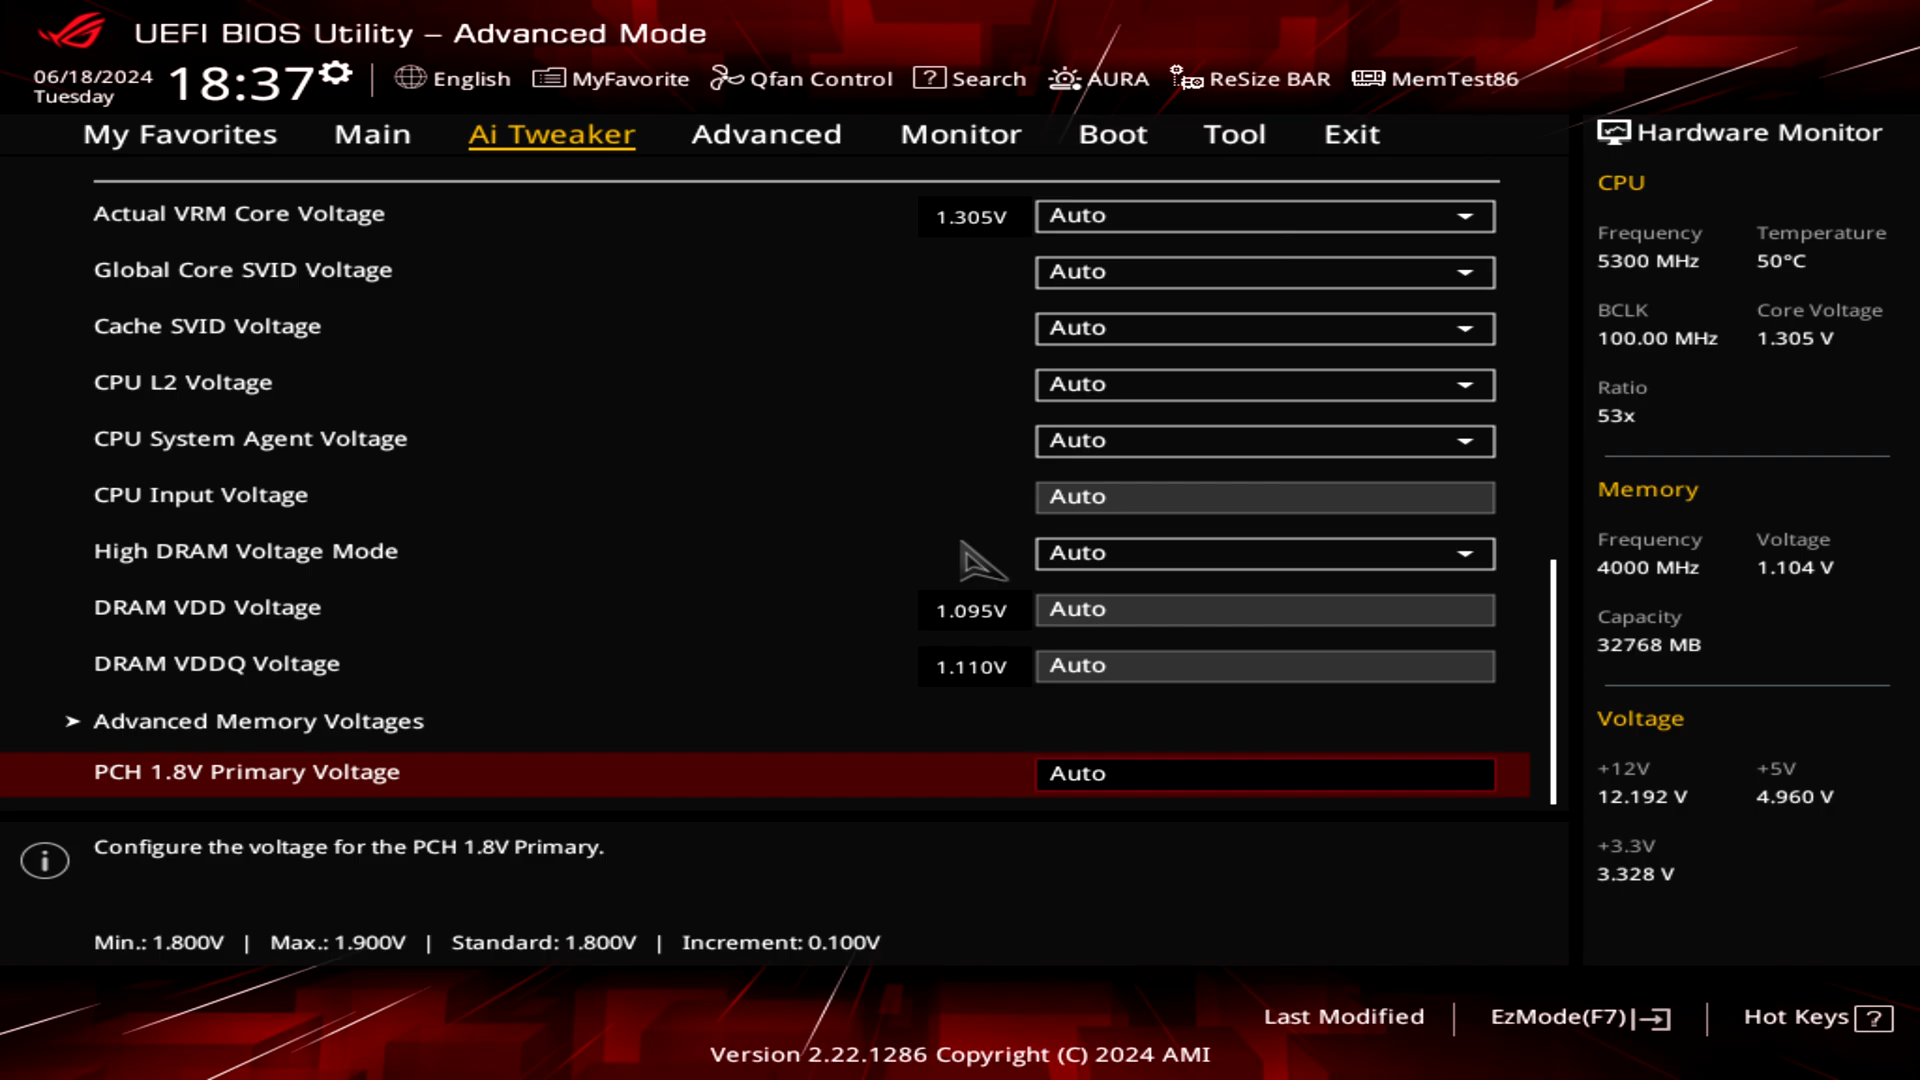 UEFI BIOS Utility – Advanced Mode
06/18/2024
Tuesday
18:37
English
MyFavorite
Qfan Control
? Search
AURA
ReSize BAR
MemTest86
My Favorites
Main
Ai Tweaker
Advanced
Monitor
Boot
Tool
Exit
Actual VRM Core Voltage 1.305V Auto
Global Core SVID Voltage Auto
Cache SVID Voltage Auto
CPU L2 Voltage Auto
CPU System Agent Voltage Auto
CPU Input Voltage Auto
High DRAM Voltage Mode Auto
DRAM VDD Voltage 1.095V Auto
DRAM VDDQ Voltage 1.110V Auto
Advanced Memory Voltages
PCH 1.8V Primary Voltage Auto
i Configure the voltage for the PCH 1.8V Primary.
Min.: 1.800V | Max.: 1.900V | Standard: 1.800V | Increment: 0.100V
Hardware Monitor
CPU
Frequency Temperature
5300 MHz 50°C
BCLK Core Voltage
100.00 MHz 1.305 V
Ratio
53x
Memory
Frequency Voltage
4000 MHz 1.104 V
Capacity
32768 MB
Voltage
+12V +5V
12.192 V 4.960 V
+3.3V
3.328 V
Last Modified
EzMode(F7)
Hot Keys ?
Version 2.22.1286 Copyright (C) 2024 AMI